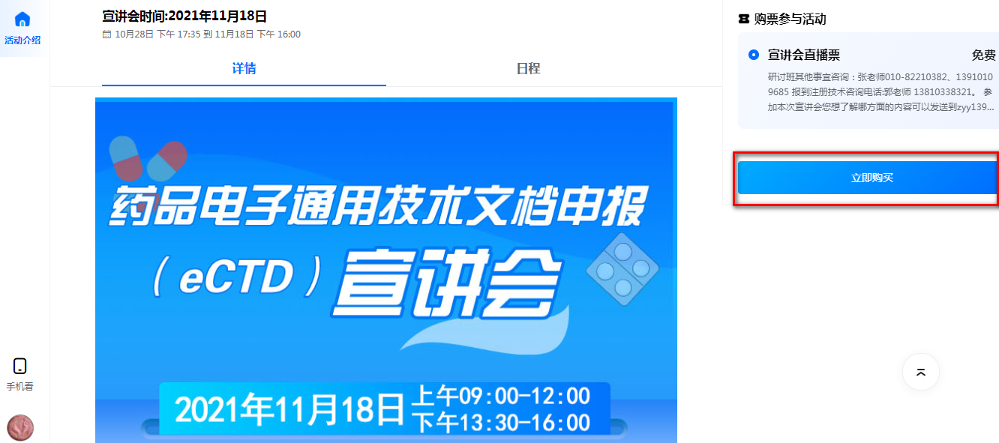 活动介绍
手机看
宣讲会时间:2021年11月18日
10月28日 下午 17:35 到 11月18日 下午 16:00
详情
日程
药品电子通用技术文档申报
（eCTD）宣讲会
2021年11月18日
上午09:00-12:00
下午13:30-16:00
购票参与活动
宣讲会直播票
免费
研讨班其他事宜咨询：张老师010-82210382、1391010
9685 报到注册技术咨询电话:郭老师 13810338321。 参
加本次宣讲会您想了解哪方面的内容可以发送到zyy139...
立即购买